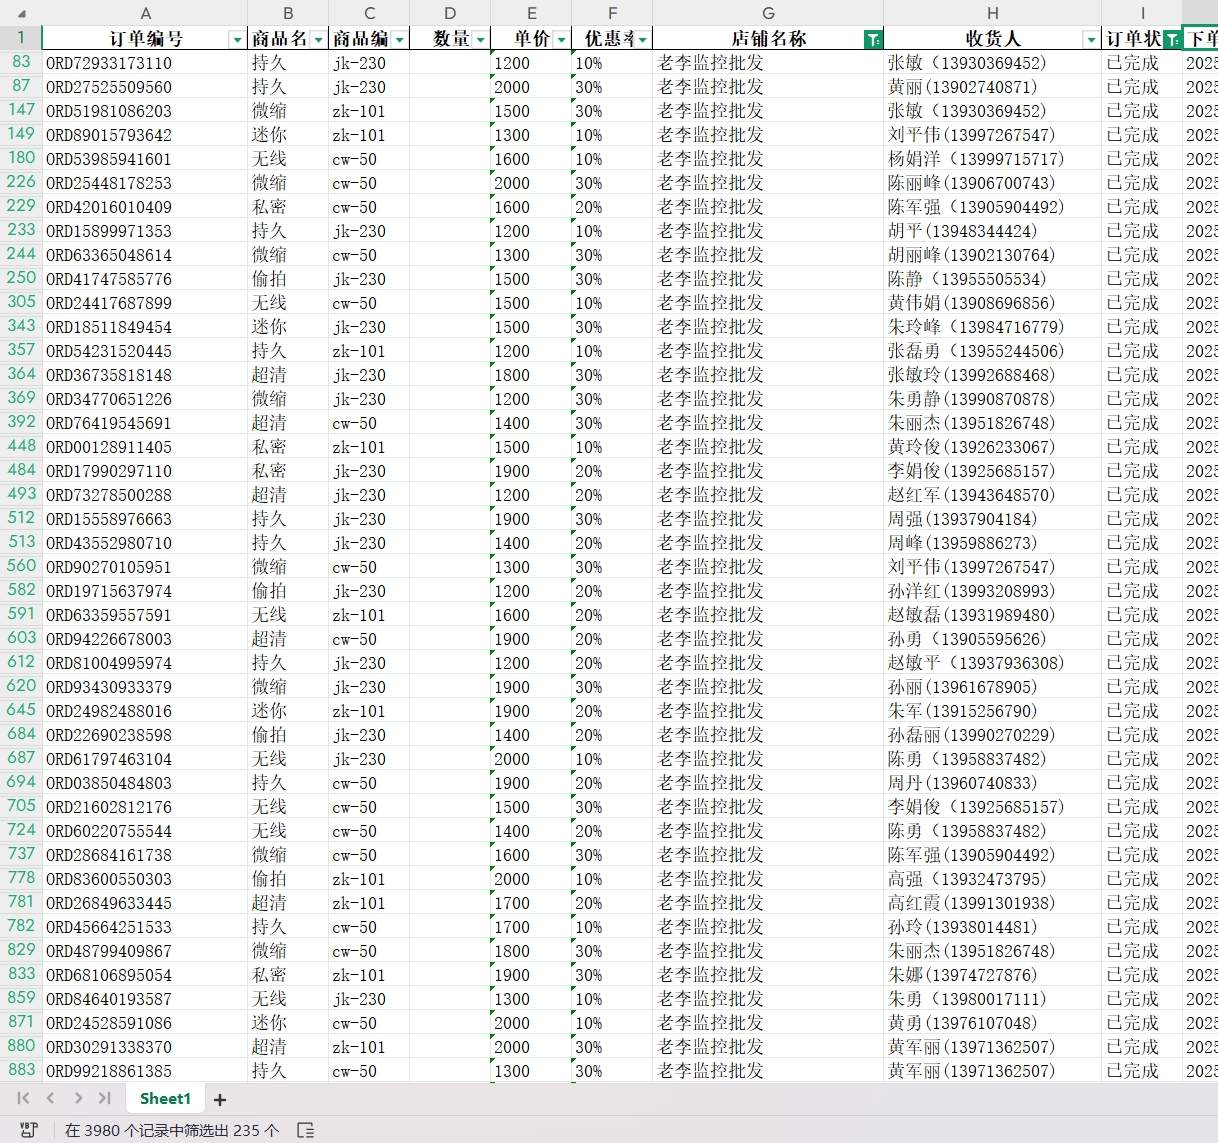 A B C D E F G H I
1 订单编号 商品名 商品编 数量 单价 优惠率 店铺名称 收货人 订单状 下单
83 ORD72933173110 持久 jk-230 1200 10% 老李监控批发 张敏（13930369452) 已完成 2025
87 ORD27525509560 持久 jk-230 2000 30% 老李监控批发 黄丽(13902740871) 已完成 2025
147 ORD51981086203 微缩 zk-101 1500 30% 老李监控批发 张敏（13930369452) 已完成 2025
149 ORD89015793642 迷你 zk-101 1300 10% 老李监控批发 刘平伟(13997267547) 已完成 2025
180 ORD53985941601 无线 cw-50 1600 10% 老李监控批发 杨娟洋（13999715717) 已完成 2025
226 ORD25448178253 微缩 cw-50 2000 30% 老李监控批发 陈丽峰(13906700743) 已完成 2025
229 ORD42016010409 私密 cw-50 1600 20% 老李监控批发 陈军强（13905904492) 已完成 2025
233 ORD15899971353 持久 jk-230 1200 10% 老李监控批发 胡平(13948344424) 已完成 2025
244 ORD63365048614 微缩 cw-50 1300 30% 老李监控批发 胡丽峰(13902130764) 已完成 2025
250 ORD41747585776 偷拍 jk-230 1500 30% 老李监控批发 陈静（13955505534) 已完成 2025
305 ORD24417687899 无线 cw-50 1500 10% 老李监控批发 黄伟娟(13908696856) 已完成 2025
343 ORD18511849454 迷你 jk-230 1500 30% 老李监控批发 朱玲峰（13984716779) 已完成 2025
357 ORD54231520445 持久 zk-101 1200 10% 老李监控批发 张磊勇（13955244506) 已完成 2025
364 ORD36735818148 超清 jk-230 1800 30% 老李监控批发 张敏玲(13992688468) 已完成 2025
369 ORD34770651226 微缩 jk-230 1200 30% 老李监控批发 朱勇静(13990870878) 已完成 2025
392 ORD76419545691 超清 cw-50 1400 30% 老李监控批发 朱丽杰(13951826748) 已完成 2025
448 ORD00128911405 私密 zk-101 1500 10% 老李监控批发 黄玲俊(13926233067) 已完成 2025
484 ORD17990297110 私密 jk-230 1900 20% 老李监控批发 李娟俊(13925685157) 已完成 2025
493 ORD73278500288 超清 jk-230 1200 20% 老李监控批发 赵红军(13943648570) 已完成 2025
512 ORD15558976663 持久 jk-230 1900 30% 老李监控批发 周强(13937904184) 已完成 2025
513 ORD43552980710 持久 jk-230 1400 20% 老李监控批发 周峰(13959886273) 已完成 2025
560 ORD90270105951 微缩 cw-50 1300 30% 老李监控批发 刘平伟(13997267547) 已完成 2025
582 ORD19715637974 偷拍 jk-230 1200 20% 老李监控批发 孙洋红(13993208993) 已完成 2025
591 ORD63359557591 无线 zk-101 1600 20% 老李监控批发 赵敏磊(13931989480) 已完成 2025
603 ORD94226678003 超清 cw-50 1900 20% 老李监控批发 孙勇（13905595626) 已完成 2025
612 ORD81004995974 持久 jk-230 1200 20% 老李监控批发 赵敏平（13937936308) 已完成 2025
620 ORD93430933379 微缩 jk-230 1900 30% 老李监控批发 孙丽(13961678905) 已完成 2025
645 ORD24982488016 迷你 zk-101 1900 20% 老李监控批发 朱军(13915256790) 已完成 2025
684 ORD22690238598 偷拍 jk-230 1400 20% 老李监控批发 孙磊丽(13990270229) 已完成 2025
687 ORD61797463104 无线 jk-230 2000 10% 老李监控批发 陈勇（13958837482) 已完成 2025
694 ORD03850484803 持久 cw-50 1900 20% 老李监控批发 周丹(13960740833) 已完成 2025
705 ORD21602812176 无线 cw-50 1500 30% 老李监控批发 李娟俊（13925685157) 已完成 2025
724 ORD60220755544 无线 cw-50 1400 20% 老李监控批发 陈勇（13958837482) 已完成 2025
737 ORD28684161738 微缩 cw-50 1600 30% 老李监控批发 陈军强(13905904492) 已完成 2025
778 ORD83600550303 偷拍 zk-101 2000 10% 老李监控批发 高强（13932473795) 已完成 2025
781 ORD26849633445 超清 zk-101 1700 20% 老李监控批发 高红霞(13991301938) 已完成 2025
782 ORD45664251533 持久 cw-50 1700 10% 老李监控批发 孙玲(13938014481) 已完成 2025
829 ORD48799409867 微缩 cw-50 1800 30% 老李监控批发 朱丽杰(13951826748) 已完成 2025
833 ORD68106895054 私密 zk-101 1900 30% 老李监控批发 朱娜(13974727876) 已完成 2025
859 ORD84640193587 无线 jk-230 1300 10% 老李监控批发 朱勇（13980017111) 已完成 2025
871 ORD24528591086 迷你 cw-50 2000 10% 老李监控批发 黄勇(13976107048) 已完成 2025
880 ORD30291338370 超清 zk-101 2000 30% 老李监控批发 黄军丽(13971362507) 已完成 2025
883 ORD99218861385 持久 cw-50 1300 30% 老李监控批发 黄军丽(13971362507) 已完成 2025
Sheet1
在 3980 个记录中筛选出 235 个